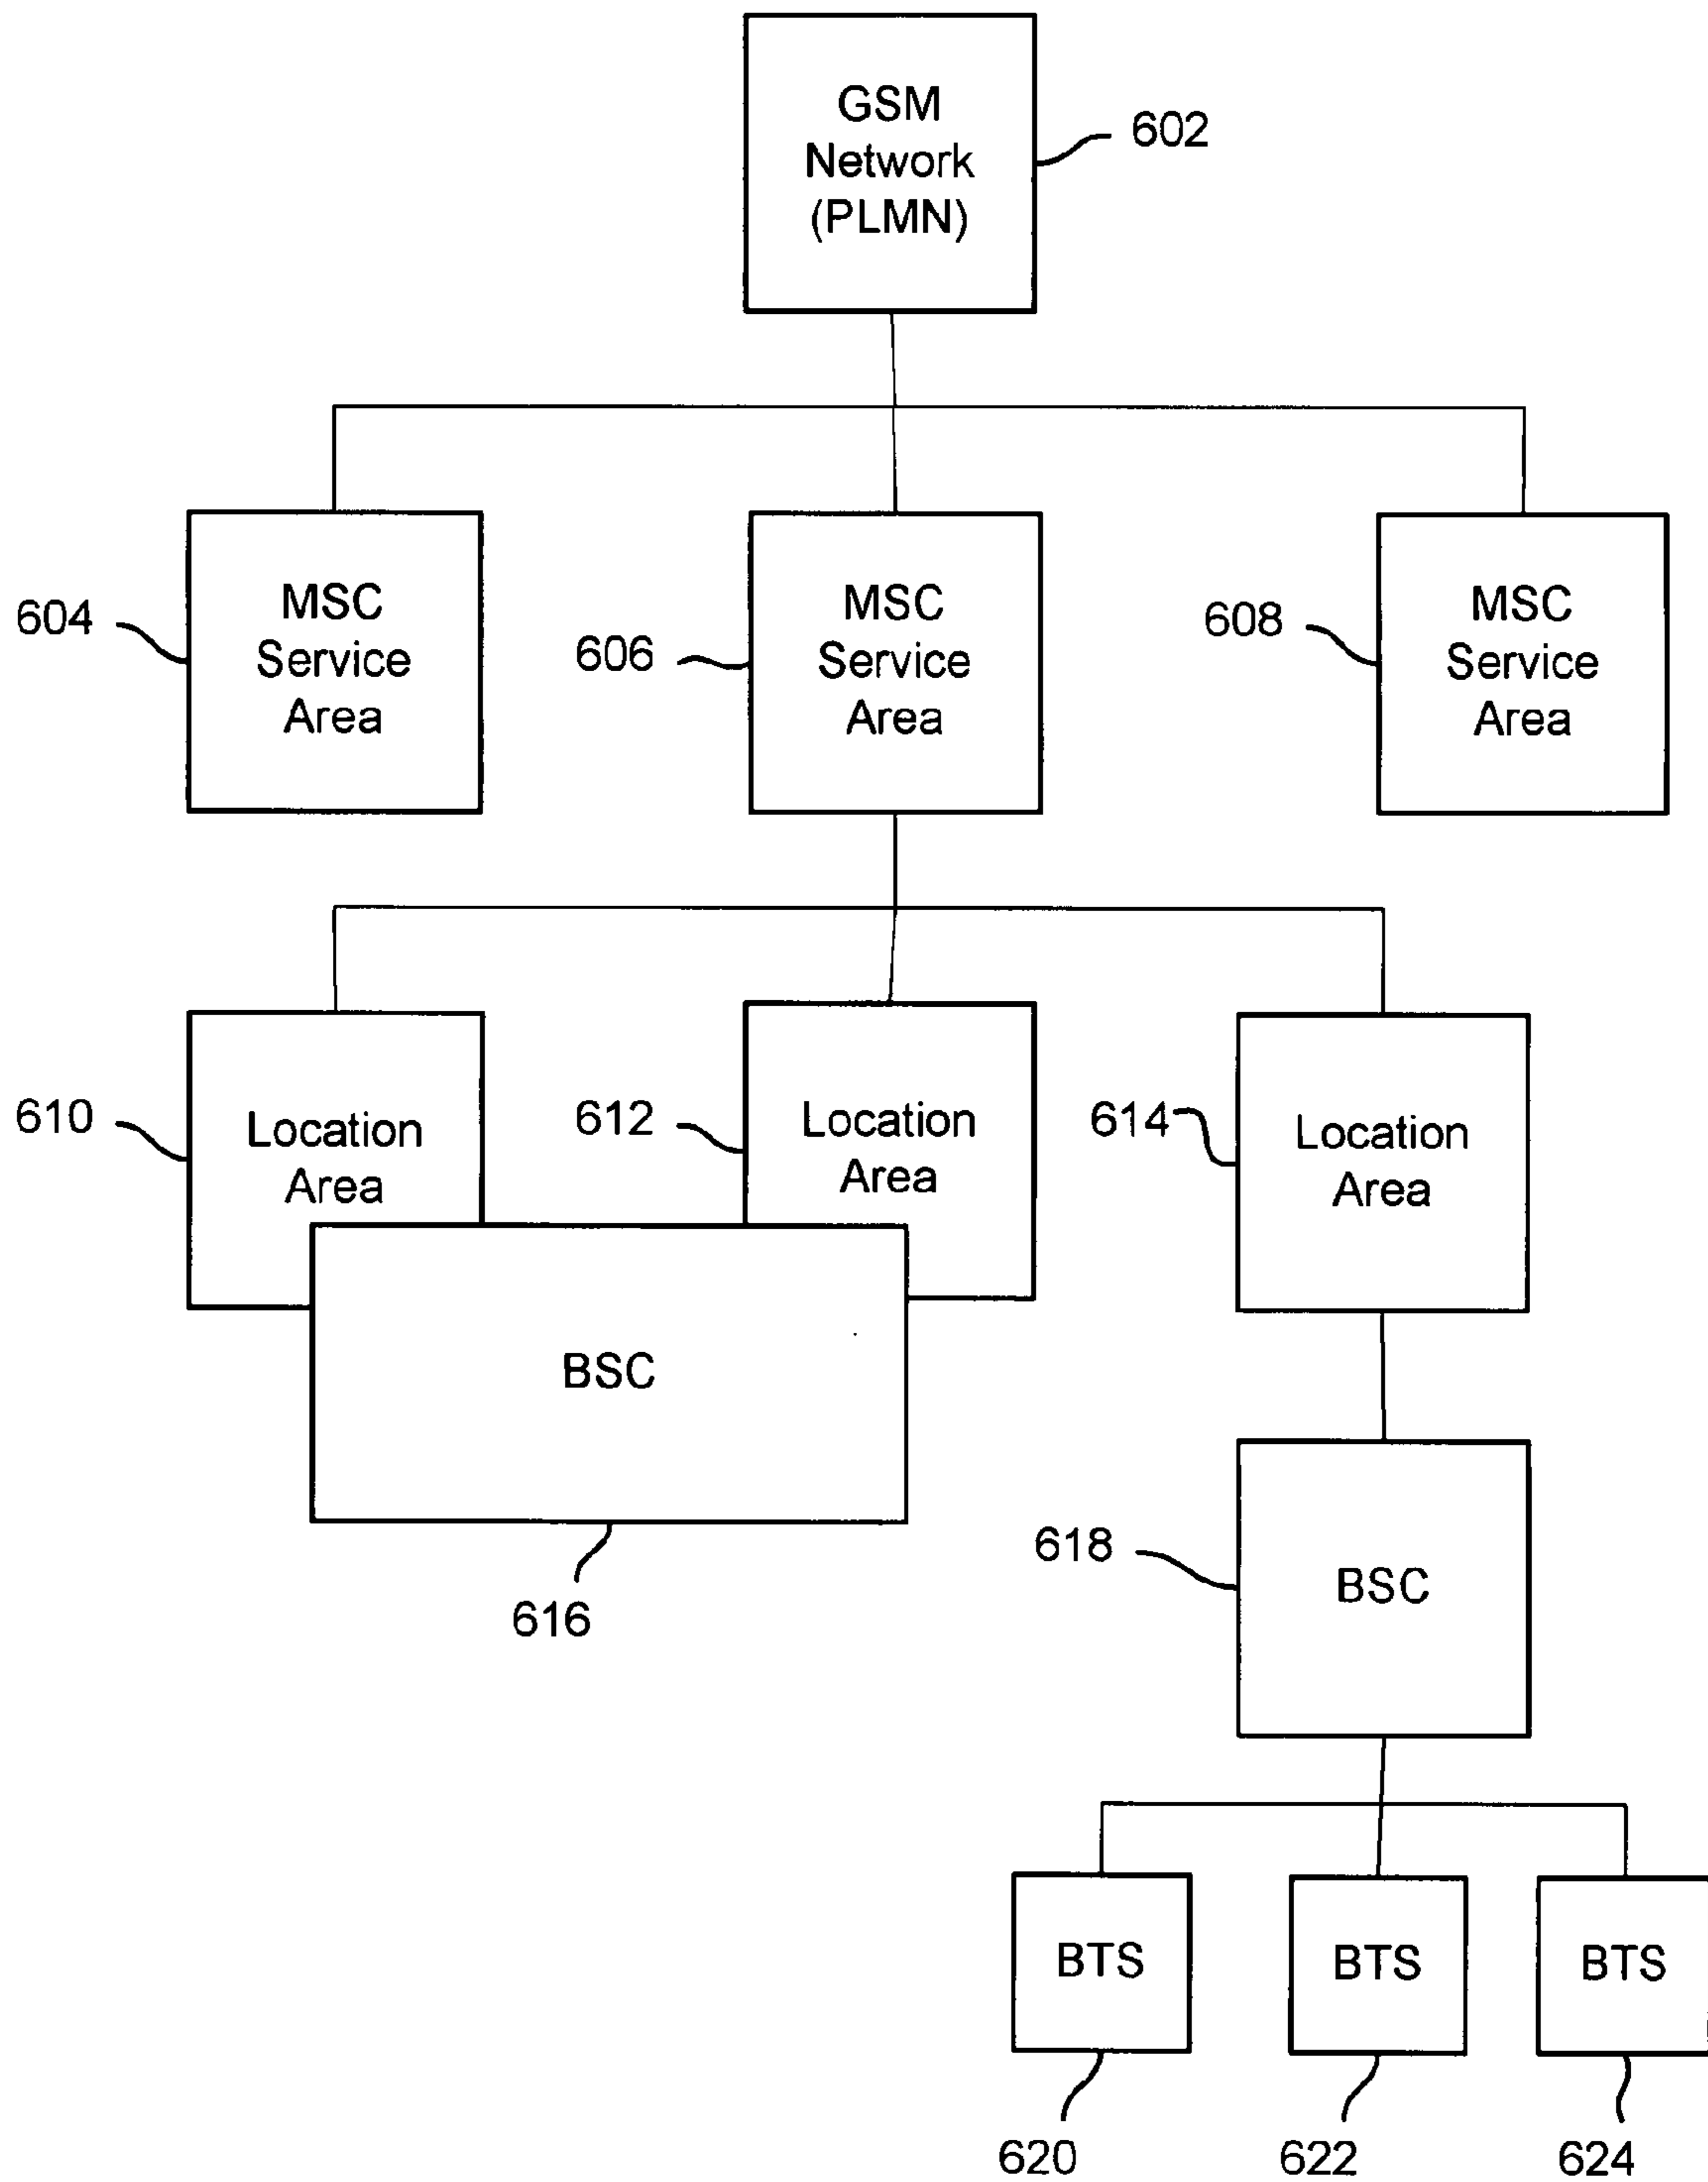 GSM
Network
(PLMN)
602
604
MSC
Service
Area
606
MSC
Service
Area
608
MSC
Service
Area
610
Location
Area
612
Location
Area
614
Location
Area
BSC
616
618
BSC
BTS
BTS
BTS
620
622
624